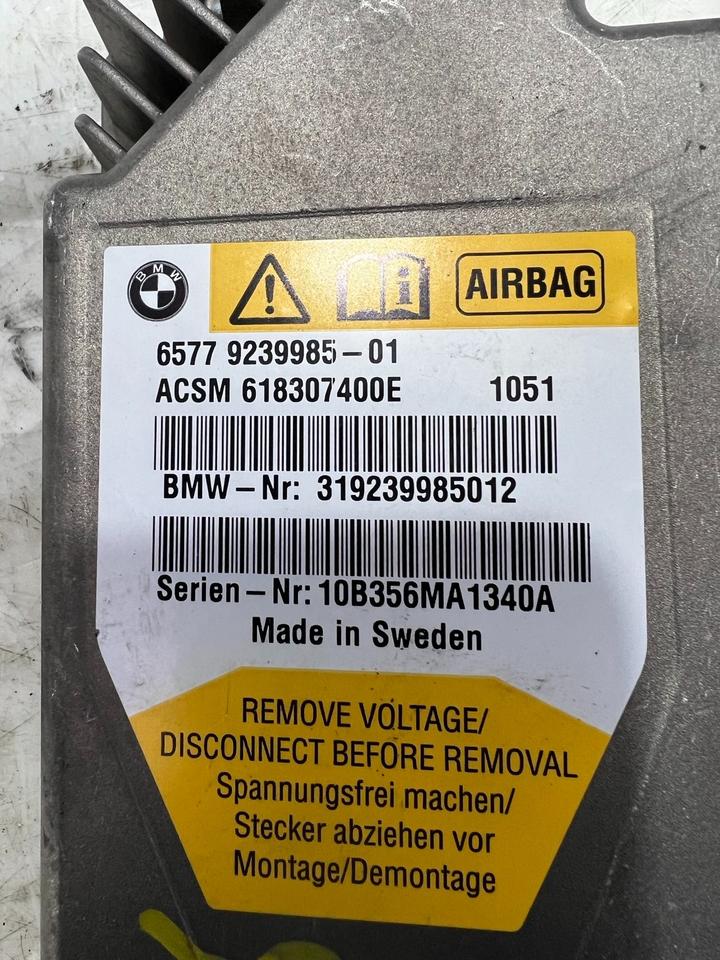 BMW
AIRBAG
6577 9239985-01
ACSM 618307400E 1051
BMW-Nr: 319239985012
Serien-Nr: 10B356MA1340A
Made in Sweden
REMOVE VOLTAGE/
DISCONNECT BEFORE REMOVAL
Spannungsfrei machen/
Stecker abziehen vor
Montage/Demontage